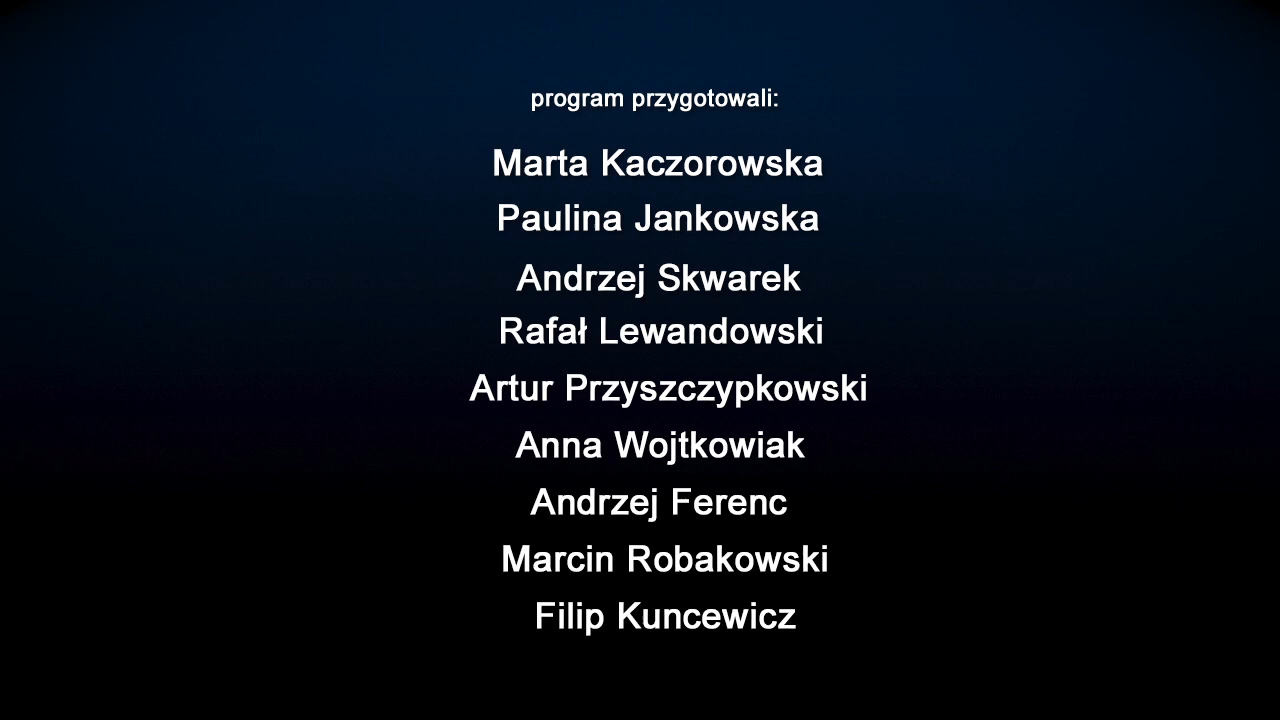 program przygotowali:
Marta Kaczorowska
Paulina Jankowska
Andrzej Skwarek
Rafał Lewandowski
Artur Przyszczypkowski
Anna Wojtkowiak
Andrzej Ferenc
Marcin Robakowski
Filip Kuncewicz